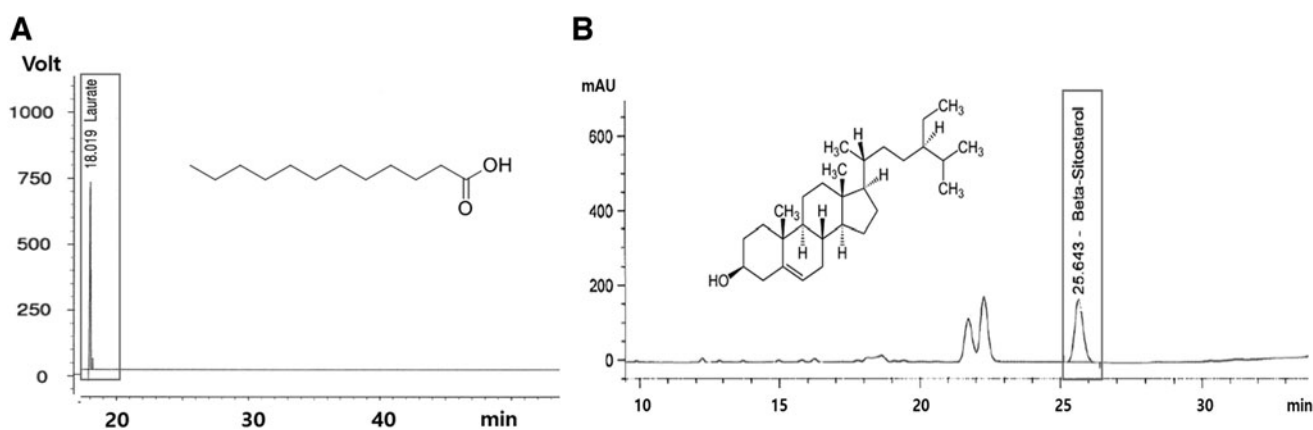 A
Volt
1000
750
500
250
0
18.019 Laurate
OH
O
20
30
40
min
B
mAU
600
400
200
0
CH₃
H
H₃C
H
CH₃
H₃C
H
CH₃
CH₃
H
H
H
HO
25.643 - Beta-Sitosterol
10
15
20
25
30
min